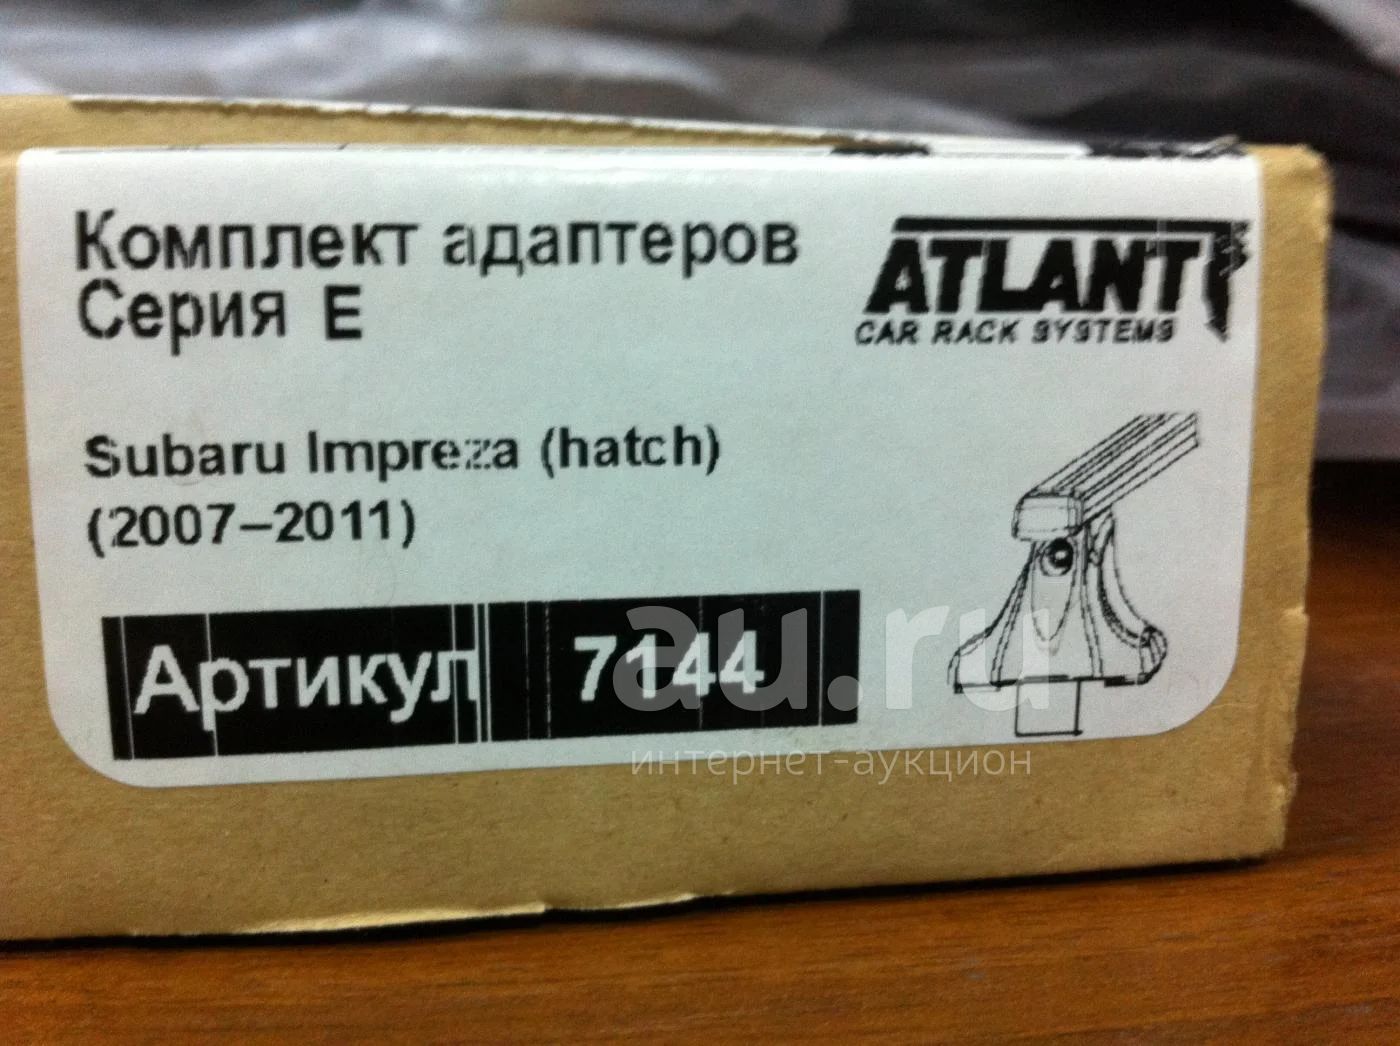 Комплект адаптеров
Серия E
ATLANT
CAR RACK SYSTEMS
Subaru Impreza (hatch)
(2007–2011)
Артикул 7144
au.ru
интернет-аукцион